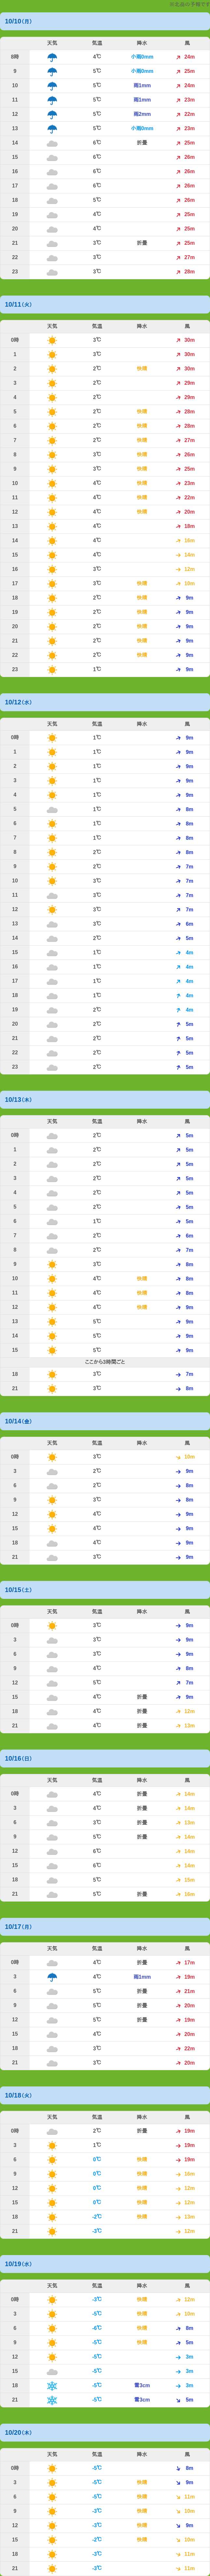 10/10(月)
天気 気温 降水 風
8時 4℃ 小雨0mm 24m
9 5℃ 小雨0mm 25m
10 5℃ 雨1mm 24m
11 5℃ 雨1mm 23m
12 5℃ 雨2mm 22m
13 5℃ 小雨0mm 23m
14 6℃ 折畳 25m
15 6℃ 26m
16 6℃ 26m
17 6℃ 26m
18 5℃ 26m
19 4℃ 25m
20 4℃ 25m
21 3℃ 折畳 25m
22 3℃ 27m
23 3℃ 28m
10/11(火)
天気 気温 降水 風
0時 3℃ 30m
1 3℃ 30m
2 2℃ 快晴 30m
3 2℃ 29m
4 2℃ 29m
5 2℃ 快晴 28m
6 2℃ 快晴 28m
7 2℃ 快晴 27m
8 3℃ 快晴 26m
9 3℃ 快晴 25m
10 4℃ 快晴 23m
11 4℃ 快晴 22m
12 4℃ 快晴 20m
13 4℃ 18m
14 4℃ 16m
15 4℃ 14m
16 3℃ 12m
17 3℃ 快晴 10m
18 2℃ 快晴 9m
19 2℃ 快晴 9m
20 2℃ 快晴 9m
21 2℃ 快晴 9m
22 2℃ 快晴 9m
23 1℃ 9m
10/12(水)
天気 気温 降水 風
0時 1℃ 9m
1 1℃ 9m
2 1℃ 9m
3 1℃ 9m
4 1℃ 9m
5 1℃ 8m
6 1℃ 8m
7 1℃ 8m
8 2℃ 8m
9 2℃ 7m
10 3℃ 7m
11 3℃ 7m
12 3℃ 7m
13 3℃ 6m
14 2℃ 5m
15 1℃ 4m
16 1℃ 4m
17 1℃ 4m
18 1℃ 4m
19 2℃ 4m
20 2℃ 5m
21 2℃ 5m
22 2℃ 5m
23 2℃ 5m
10/13(木)
天気 気温 降水 風
0時 2℃ 5m
1 2℃ 5m
2 2℃ 5m
3 2℃ 5m
4 2℃ 5m
5 2℃ 5m
6 1℃ 5m
7 2℃ 6m
8 2℃ 7m
9 3℃ 8m
10 4℃ 快晴 8m
11 4℃ 快晴 8m
12 4℃ 快晴 9m
13 5℃ 9m
14 5℃ 9m
15 5℃ 9m
ここから3時間ごと
18 3℃ 7m
21 3℃ 8m
10/14(金)
天気 気温 降水 風
0時 3℃ 10m
3 2℃ 9m
6 2℃ 8m
9 3℃ 8m
12 4℃ 9m
15 4℃ 9m
18 4℃ 9m
21 3℃ 9m
10/15(土)
天気 気温 降水 風
0時 3℃ 9m
3 3℃ 9m
6 3℃ 9m
9 4℃ 8m
12 5℃ 7m
15 4℃ 折畳 9m
18 4℃ 折畳 12m
21 4℃ 折畳 13m
10/16(日)
天気 気温 降水 風
0時 4℃ 折畳 14m
3 4℃ 折畳 14m
6 3℃ 折畳 13m
9 5℃ 折畳 14m
12 6℃ 14m
15 6℃ 14m
18 5℃ 15m
21 5℃ 折畳 16m
10/17(月)
天気 気温 降水 風
0時 4℃ 折畳 17m
3 4℃ 雨1mm 19m
6 5℃ 折畳 21m
9 5℃ 折畳 20m
12 5℃ 折畳 19m
15 4℃ 20m
18 3℃ 22m
21 3℃ 20m
10/18(火)
天気 気温 降水 風
0時 2℃ 折畳 19m
3 1℃ 19m
6 0℃ 快晴 19m
9 0℃ 快晴 16m
12 0℃ 快晴 12m
15 0℃ 快晴 12m
18 -2℃ 快晴 13m
21 -3℃ 12m
10/19(水)
天気 気温 降水 風
0時 -3℃ 快晴 12m
3 -5℃ 快晴 10m
6 -6℃ 快晴 8m
9 -5℃ 快晴 5m
12 -5℃ 3m
15 -5℃ 3m
18 -5℃ 雪3cm 3m
21 -5℃ 雪3cm 5m
10/20(木)
天気 気温 降水 風
0時 -5℃ 8m
3 -5℃ 快晴 9m
6 -5℃ 快晴 11m
9 -3℃ 快晴 10m
12 -3℃ 快晴 9m
15 -2℃ 快晴 10m
18 -3℃ 11m
21 -3℃ 11m